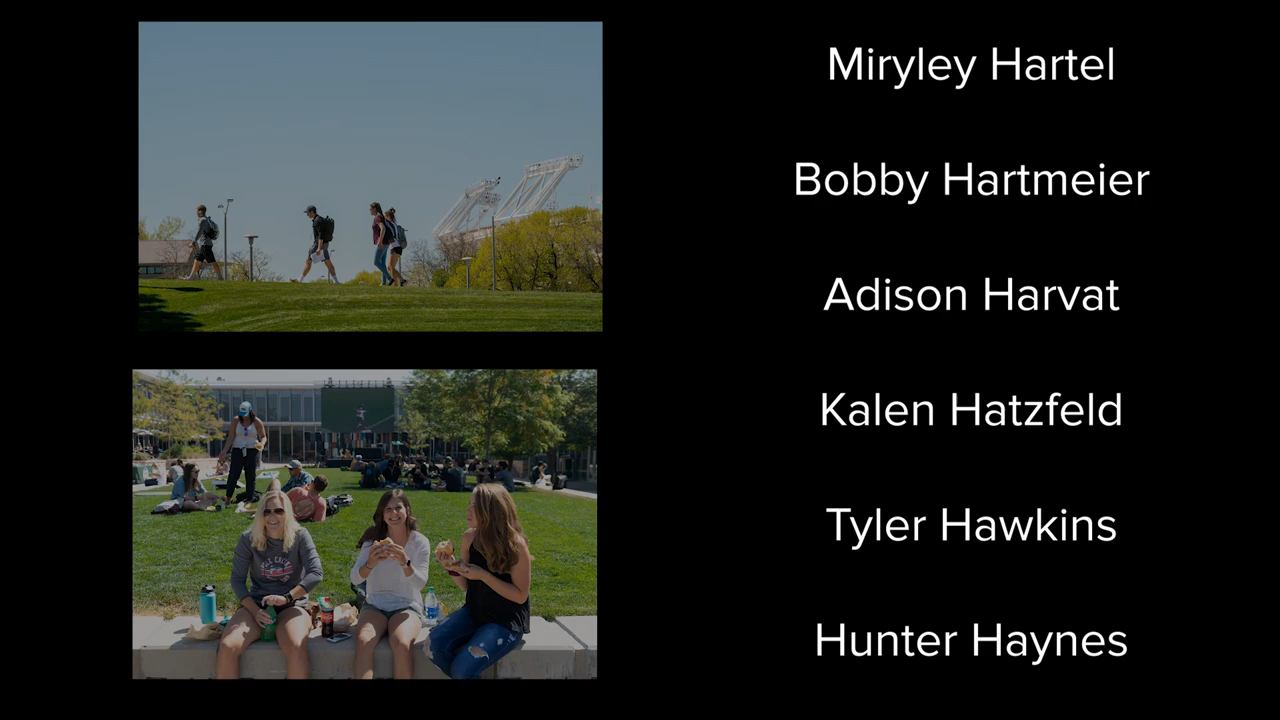 Miryley Hartel
Bobby Hartmeier
Adison Harvat
Kalen Hatzfeld
Tyler Hawkins
Hunter Haynes